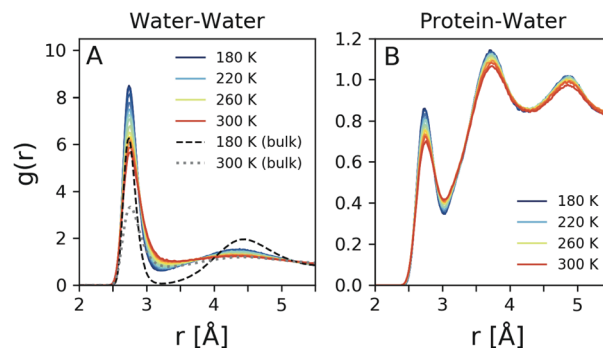 Water-Water
Protein-Water
A
B
g(r)
10
8
6
4
2
0
180 K
220 K
260 K
300 K
180 K (bulk)
300 K (bulk)
2 3 4 5
r [Å]
1.2
1.0
0.8
0.6
0.4
0.2
0.0
180 K
220 K
260 K
300 K
2 3 4 5
r [Å]